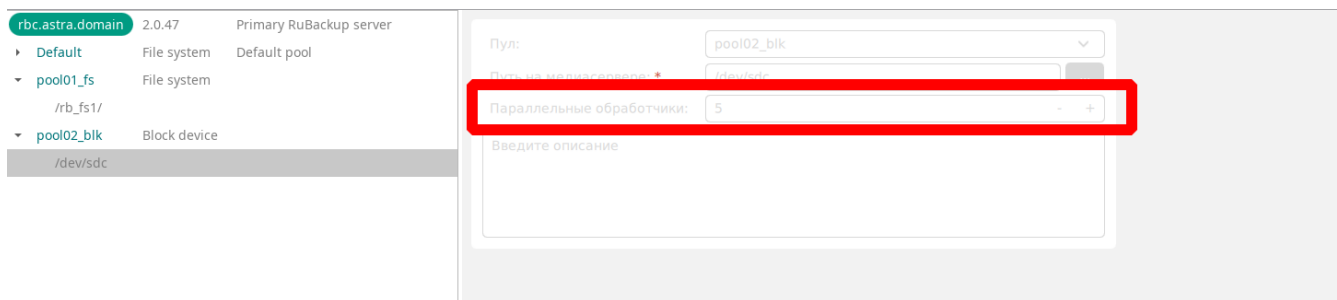 rbc.astra.domain 2.0.47 Primary RuBackup server
Default File system Default pool
pool01_fs File system
/rb_fs1/
pool02_blk Block device
/dev/sdc
Пул: pool02_blk
Путь на медиасервере: * /dev/sdc
Параллельные обработчики: 5 - +
Введите описание